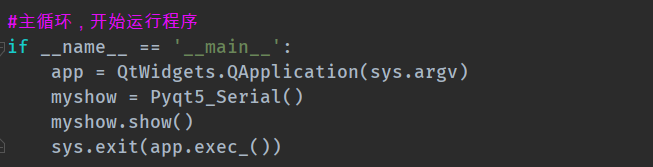 #主循环，开始运行程序
if __name__ == '__main__':
    app = QtWidgets.QApplication(sys.argv)
    myshow = Pyqt5_Serial()
    myshow.show()
    sys.exit(app.exec_())